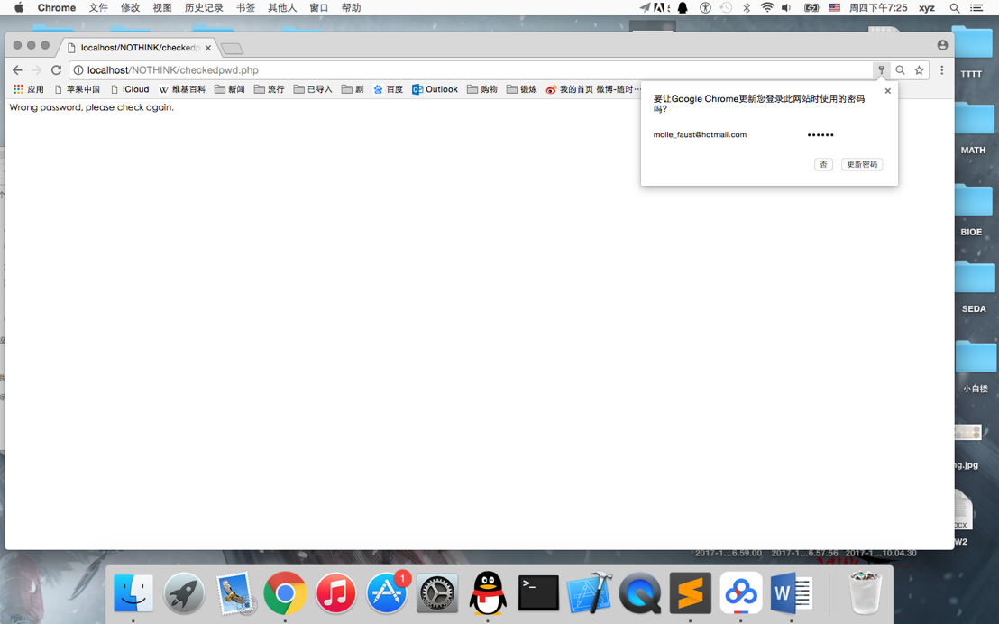 Chrome 文件 修改 视图 历史记录 书签 其他人 窗口 帮助
周四下午7:25 xyz
localhost/NOTHINK/checkedp
localhost/NOTHINK/checkedpwd.php
应用 苹果中国 iCloud 维基百科 新闻 流行 已导入 剧 百度 Outlook 购物 锻炼 我的首页 微博-随时…
Wrong password, please check again.
要让Google Chrome更新您登录此网站时使用的密码
吗?
molle_faust@hotmail.com ••••••
否 更新密码
TTTT
MATH
BIOE
SEDA
小白楼
ng.jpg
OCX
W2
2017-1...6.59.00 2017-1...6.57.56 2017-1...10.04.30
1
>_
W